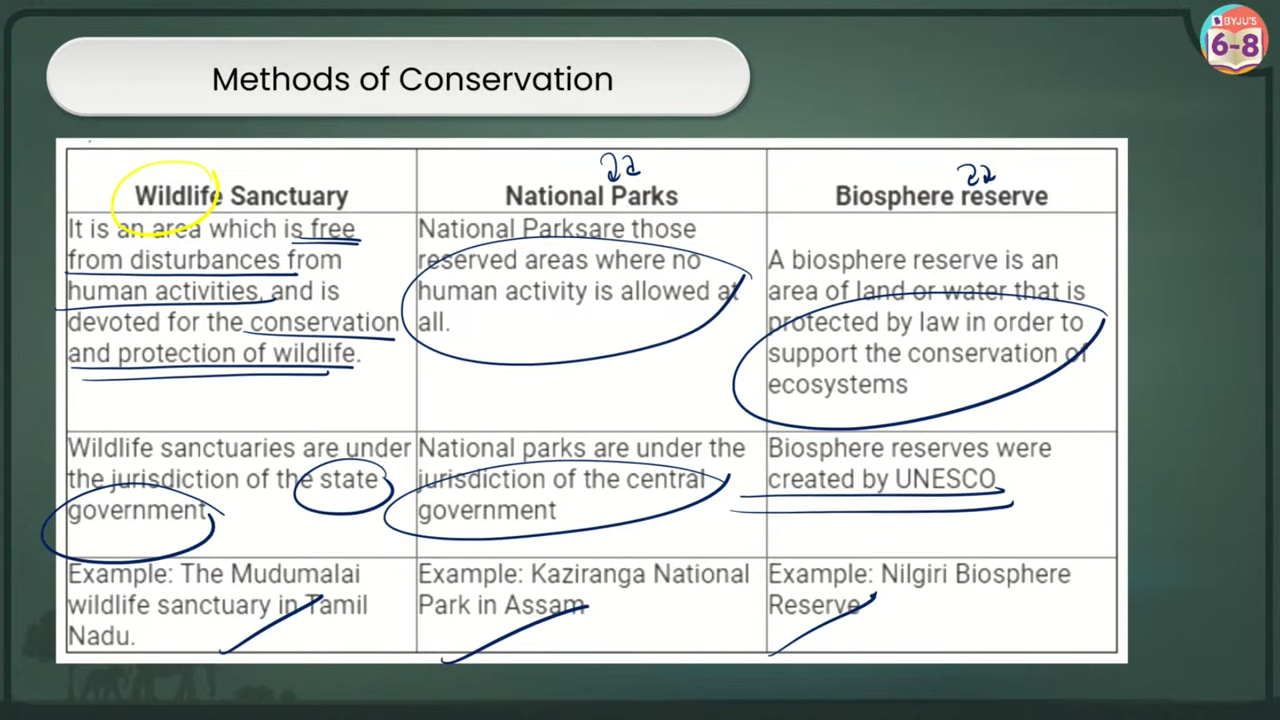 BYJU'S
6-8
Methods of Conservation
Wildlife Sanctuary
National Parks
Biosphere reserve
It is an area which is free
from disturbances from
human activities, and is
devoted for the conservation
and protection of wildlife.
National Parksare those
reserved areas where no
human activity is allowed at
all.
A biosphere reserve is an
area of land or water that is
protected by law in order to
support the conservation of
ecosystems
Wildlife sanctuaries are under
the jurisdiction of the state
government
National parks are under the
jurisdiction of the central
government
Biosphere reserves were
created by UNESCO
Example: The Mudumalai
wildlife sanctuary in Tamil
Nadu.
Example: Kaziranga National
Park in Assam
Example: Nilgiri Biosphere
Reserve